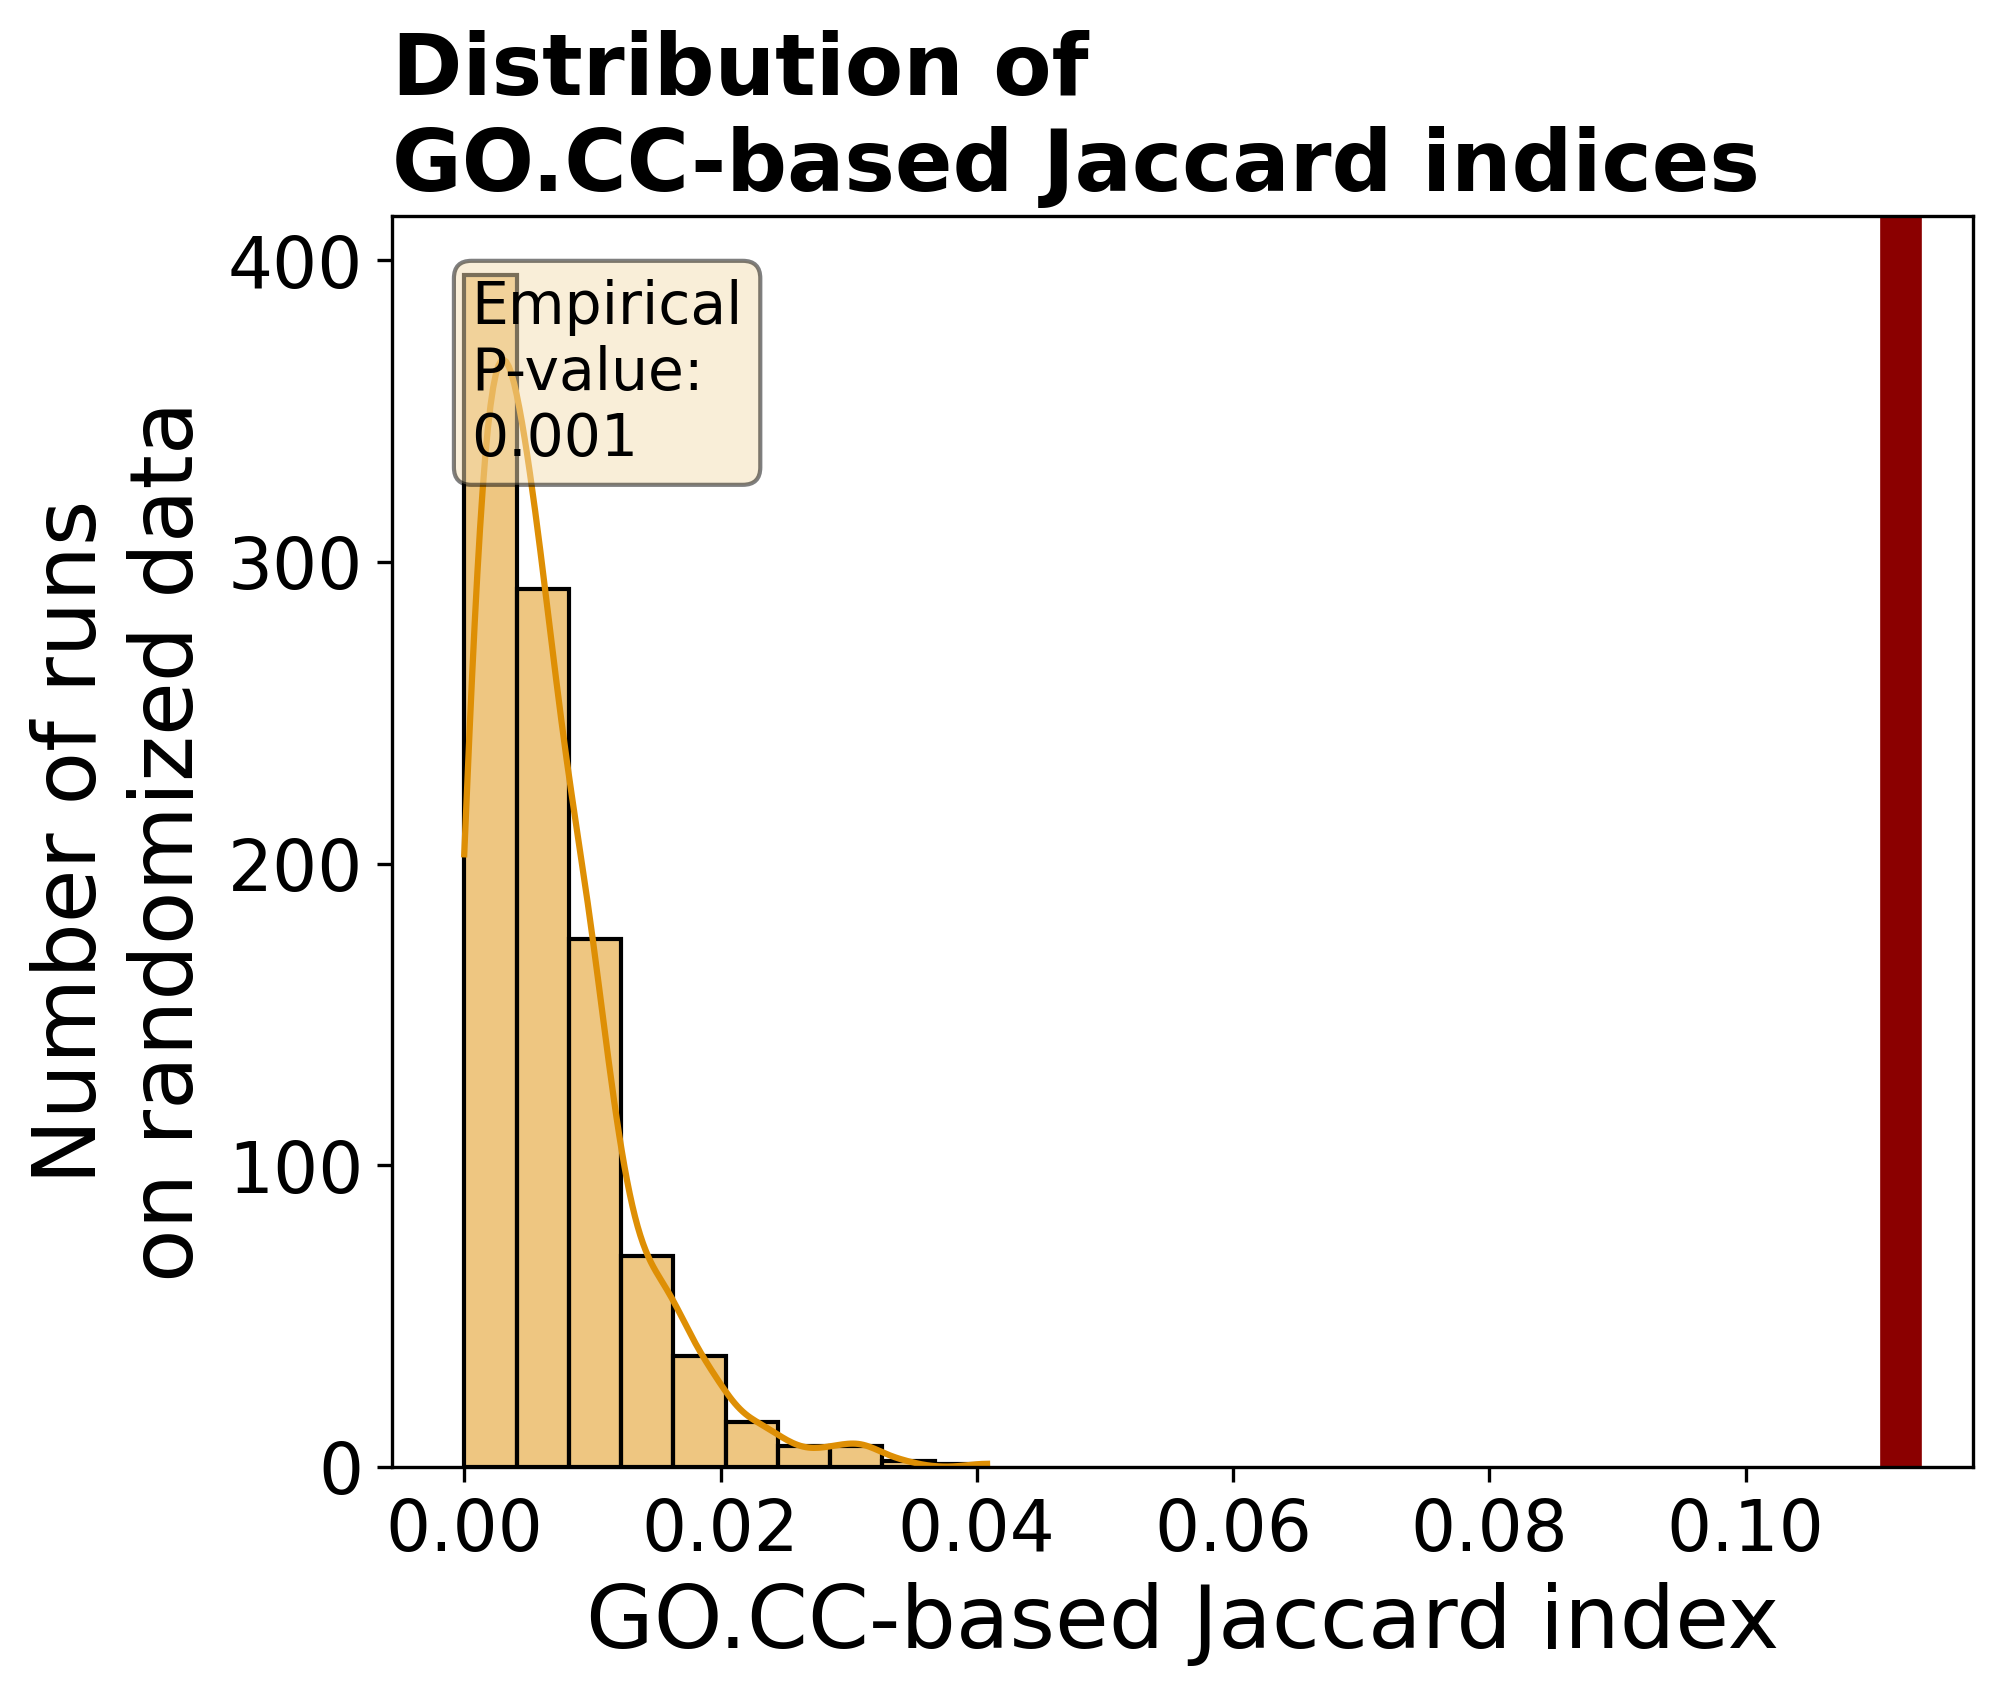 Distribution of
GO.CC-based Jaccard indices
Number of runs
on randomized data
400
300
200
100
0
Empirical
P-value:
0.001
0.00 0.02 0.04 0.06 0.08 0.10
GO.CC-based Jaccard index